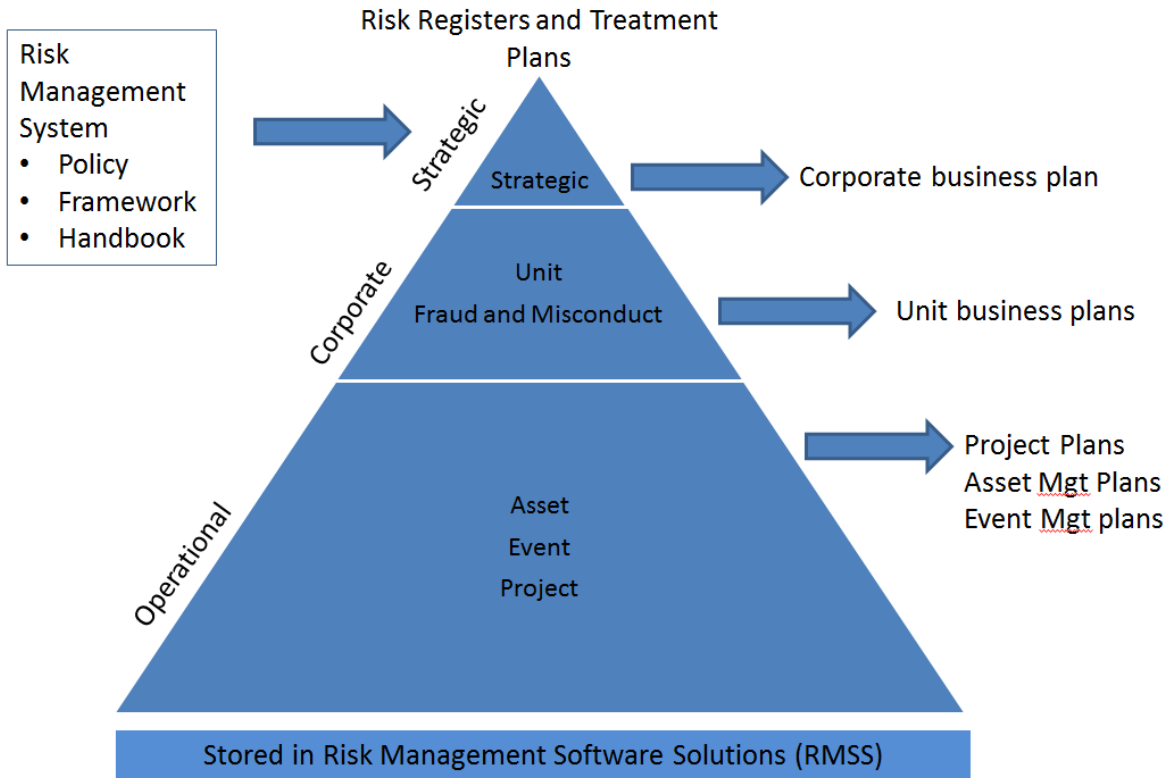 Risk Registers and Treatment
Plans
Risk
Management
System
• Policy
• Framework
• Handbook
Strategic
Strategic
Corporate business plan
Corporate
Unit
Fraud and Misconduct
Unit business plans
Operational
Asset
Event
Project
Project Plans
Asset Mgt Plans
Event Mgt plans
Stored in Risk Management Software Solutions (RMSS)